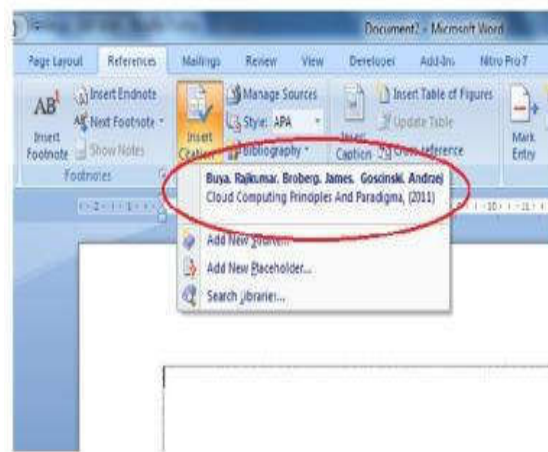 Document2 - Microsoft Word
Page Layout References Mailings Review View Developer Add-Ins Nitro Pro 7
AB¹ Insert Endnote Manage Sources Insert Table of Figures
Next Footnote Style: APA Update Table
Insert Footnote Show Notes Insert Citation Bibliography Insert Caption Cross-reference Mark Entry
Footnotes
Buya, Rajkumar, Broberg, James, Goscinski, Andrzej
Cloud Computing Principles And Paradigma, (2011)
Add New Source...
Add New Placeholder...
Search Libraries...